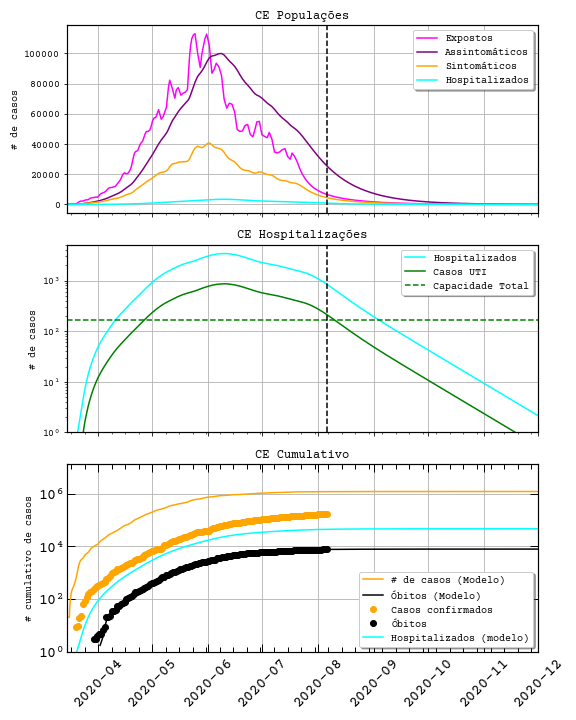 CE Populações
# de casos
100000
80000
60000
40000
20000
0
Expostos
Assintomáticos
Sintomáticos
Hospitalizados
CE Hospitalizações
# de casos
10³
10²
10¹
10⁰
Hospitalizados
Casos UTI
Capacidade Total
CE Cumulativo
# cumulativo de casos
10⁶
10⁴
10²
10⁰
# de casos (Modelo)
Óbitos (Modelo)
Casos confirmados
Óbitos
Hospitalizados (modelo)
2020-04
2020-05
2020-06
2020-07
2020-08
2020-09
2020-10
2020-11
2020-12